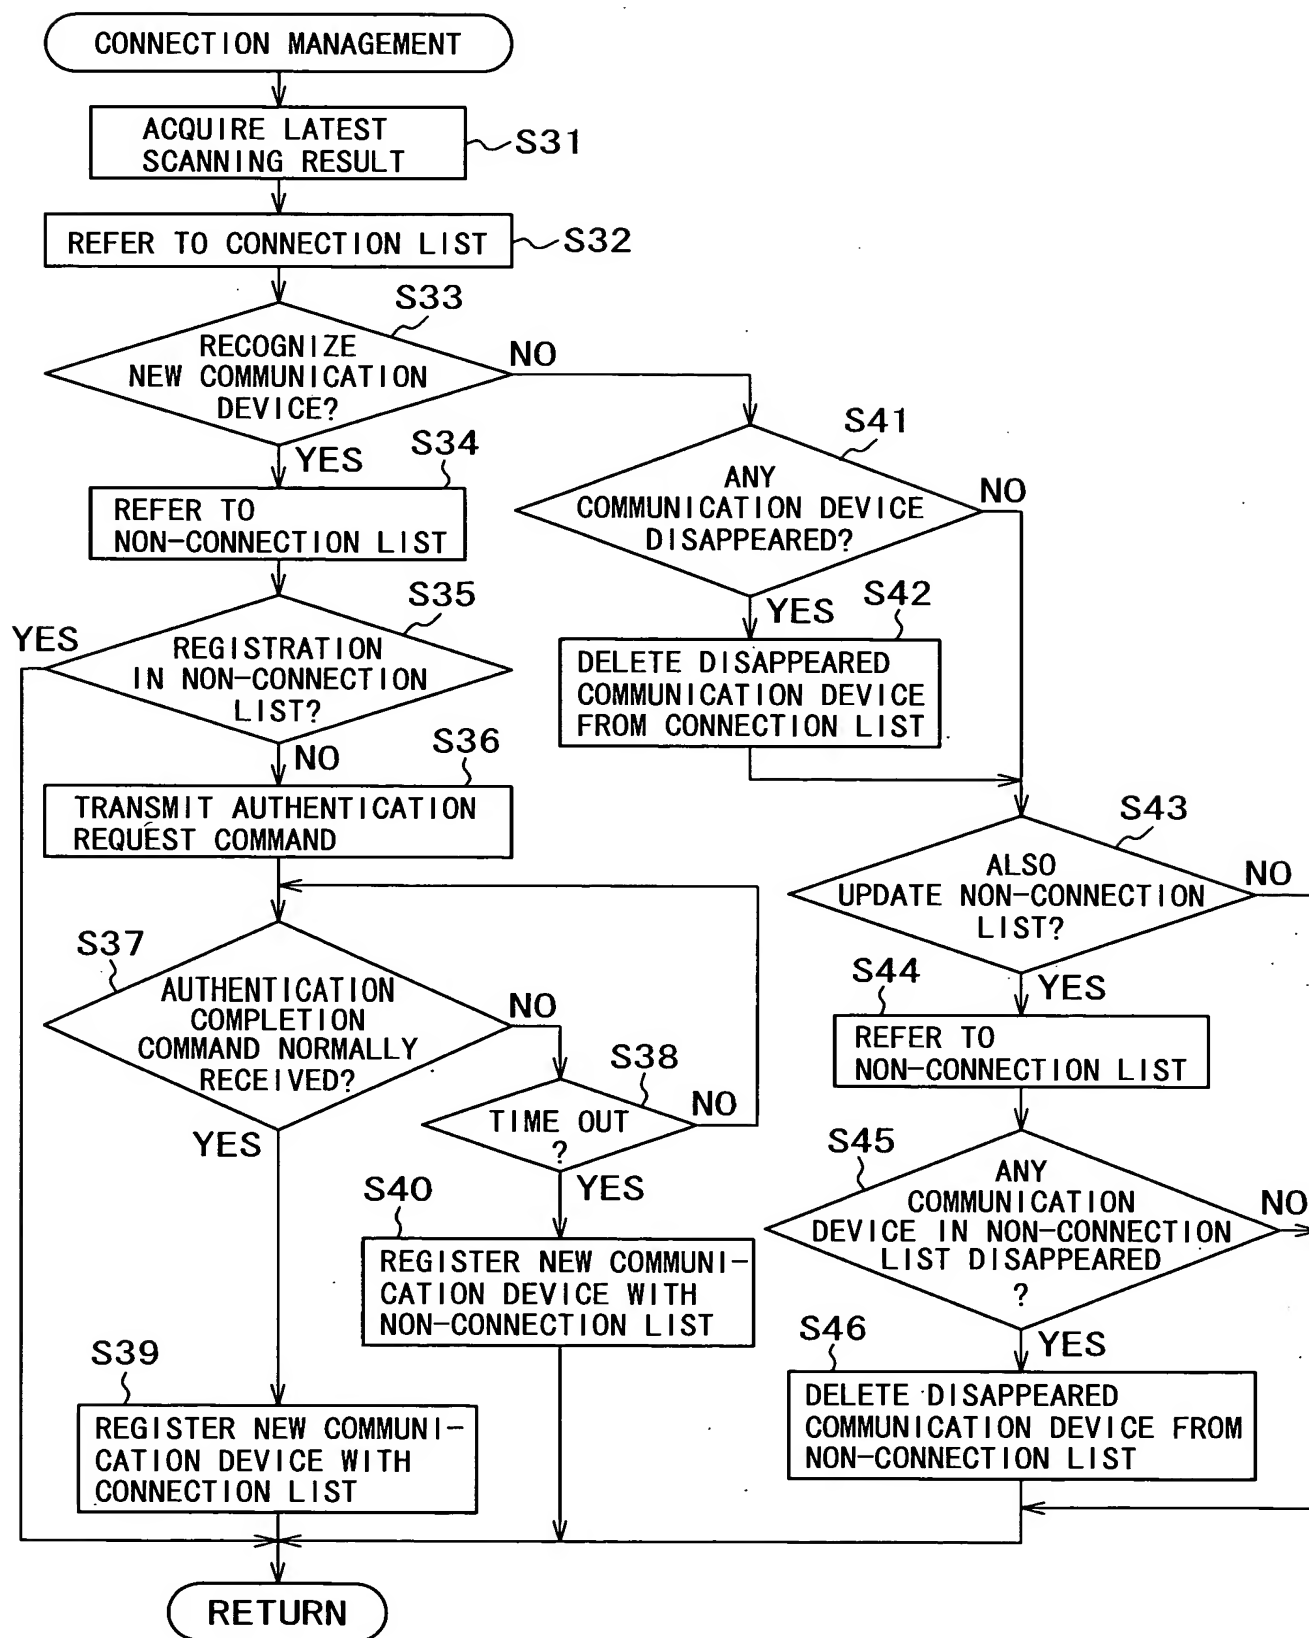 CONNECTION MANAGEMENT
ACQUIRE LATEST
SCANNING RESULT
S31
REFER TO CONNECTION LIST
S32
S33
RECOGNIZE
NEW COMMUNICATION
DEVICE?
NO
YES
S34
REFER TO
NON-CONNECTION LIST
S35
YES
REGISTRATION
IN NON-CONNECTION
LIST?
NO
S36
TRANSMIT AUTHENTICATION
REQUEST COMMAND
S37
AUTHENTICATION
COMPLETION
COMMAND NORMALLY
RECEIVED?
NO
YES
S38
TIME OUT
?
NO
YES
S40
REGISTER NEW COMMUNI-
CATION DEVICE WITH
NON-CONNECTION LIST
S39
REGISTER NEW COMMUNI-
CATION DEVICE WITH
CONNECTION LIST
S41
ANY
COMMUNICATION DEVICE
DISAPPEARED?
NO
YES
S42
DELETE DISAPPEARED
COMMUNICATION DEVICE
FROM CONNECTION LIST
S43
ALSO
UPDATE NON-CONNECTION
LIST?
NO
YES
S44
REFER TO
NON-CONNECTION LIST
S45
ANY
COMMUNICATION
DEVICE IN NON-CONNECTION
LIST DISAPPEARED
?
NO
YES
S46
DELETE DISAPPEARED
COMMUNICATION DEVICE FROM
NON-CONNECTION LIST
RETURN